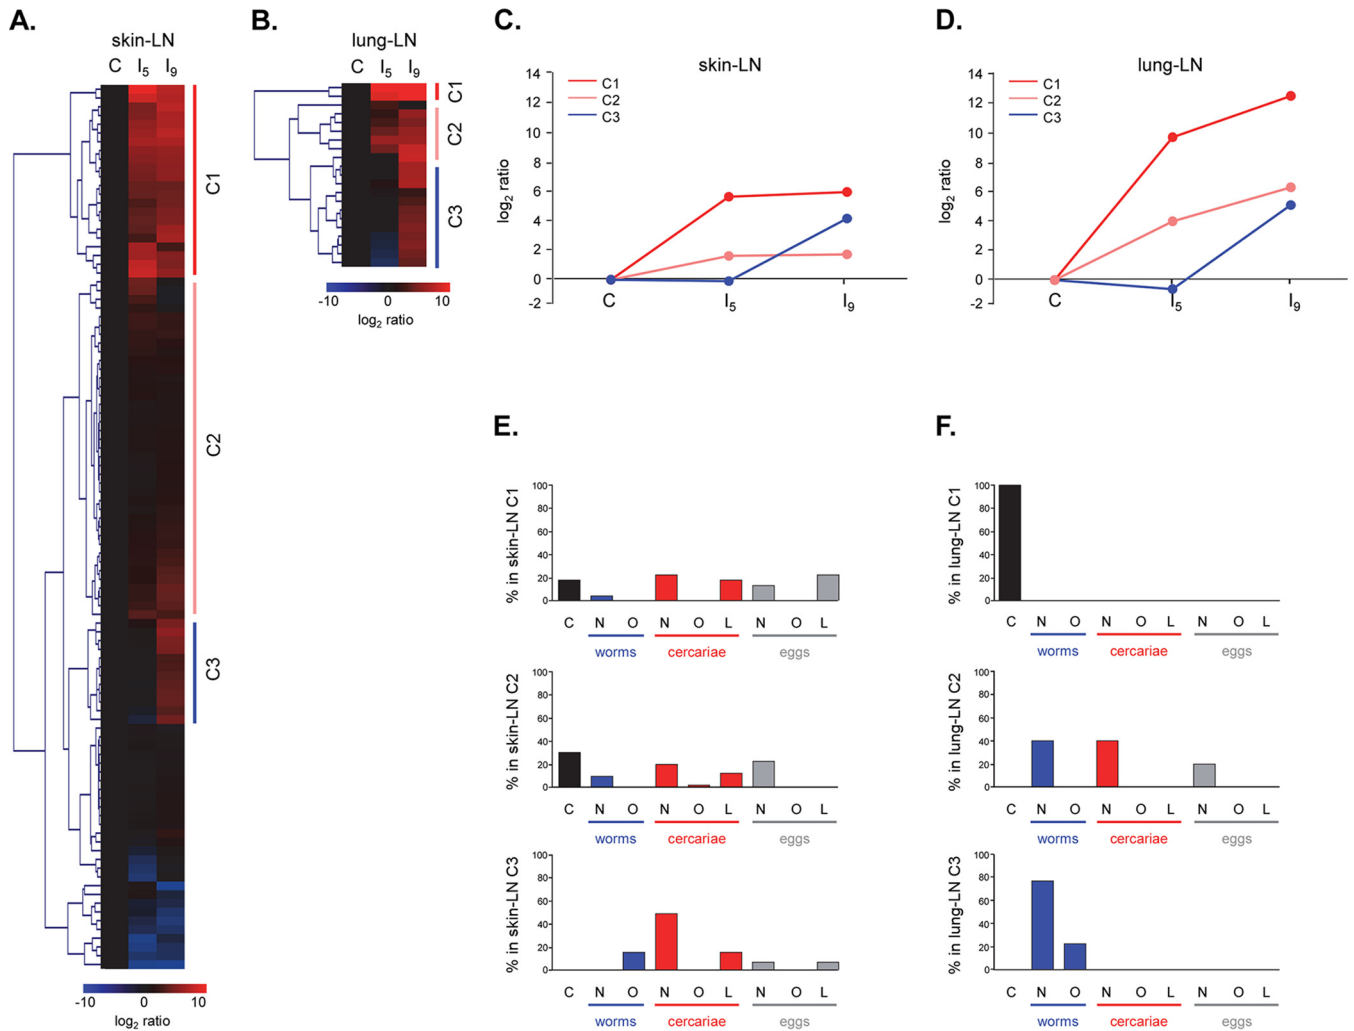 A.
skin-LN
C I5 I9
C1
C2
C3
-10 0 10
log2 ratio
B.
lung-LN
C I5 I9
C1
C2
C3
-10 0 10
log2 ratio
C.
skin-LN
C1
C2
C3
log2 ratio
14
12
10
8
6
4
2
0
-2
C I5 I9
D.
lung-LN
C1
C2
C3
log2 ratio
14
12
10
8
6
4
2
0
-2
C I5 I9
E.
% in skin-LN C1
100
80
60
40
20
0
C N O N O L N O L
worms cercariae eggs
% in skin-LN C2
100
80
60
40
20
0
C N O N O L N O L
worms cercariae eggs
% in skin-LN C3
100
80
60
40
20
0
C N O N O L N O L
worms cercariae eggs
F.
% in lung-LN C1
100
80
60
40
20
0
C N O N O L N O L
worms cercariae eggs
% in lung-LN C2
100
80
60
40
20
0
C N O N O L N O L
worms cercariae eggs
% in lung-LN C3
100
80
60
40
20
0
C N O N O L N O L
worms cercariae eggs